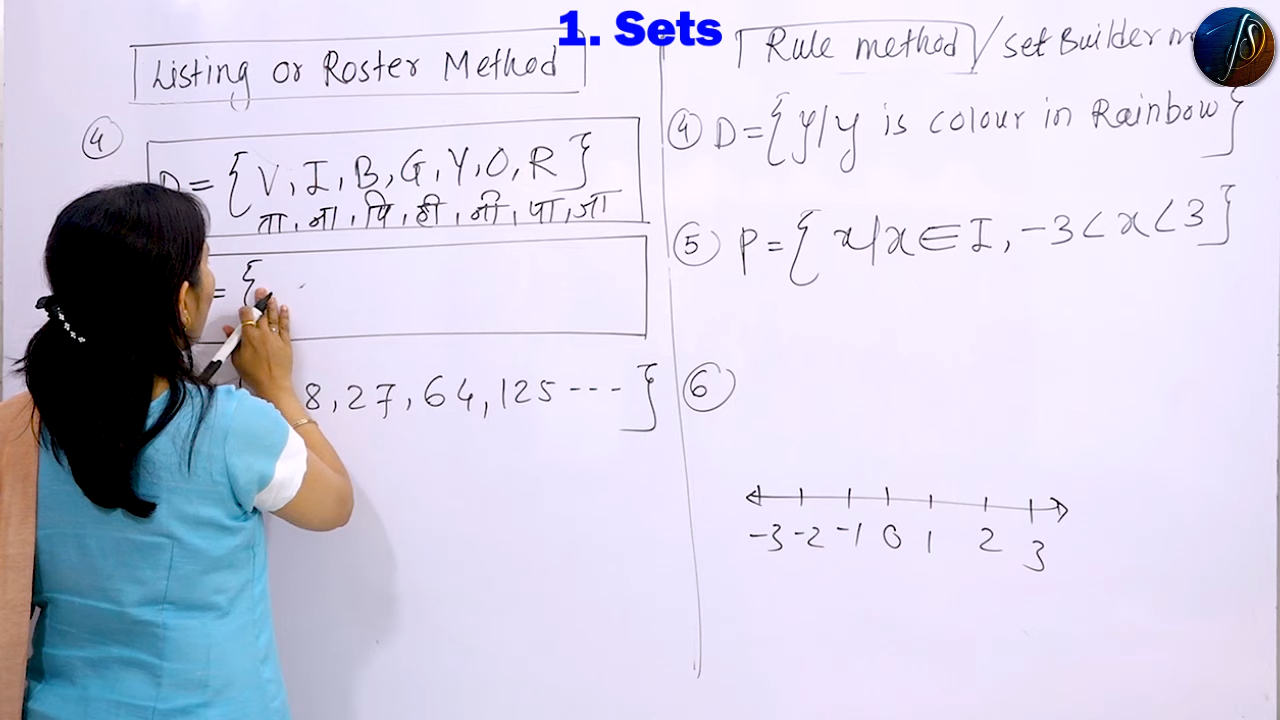 1. Sets
Listing or Roster Method
④ D = { V, I, B, G, Y, O, R }
ता, ना, पि, ही, नी, पा, जा
= {
8, 27, 64, 125 --- }
Rule method / set Builder m
④ D = { y/y is colour in Rainbow }
⑤ P = { x/x ∈ I, -3 < x < 3 }
⑥
-3 -2 -1 0 1 2 3